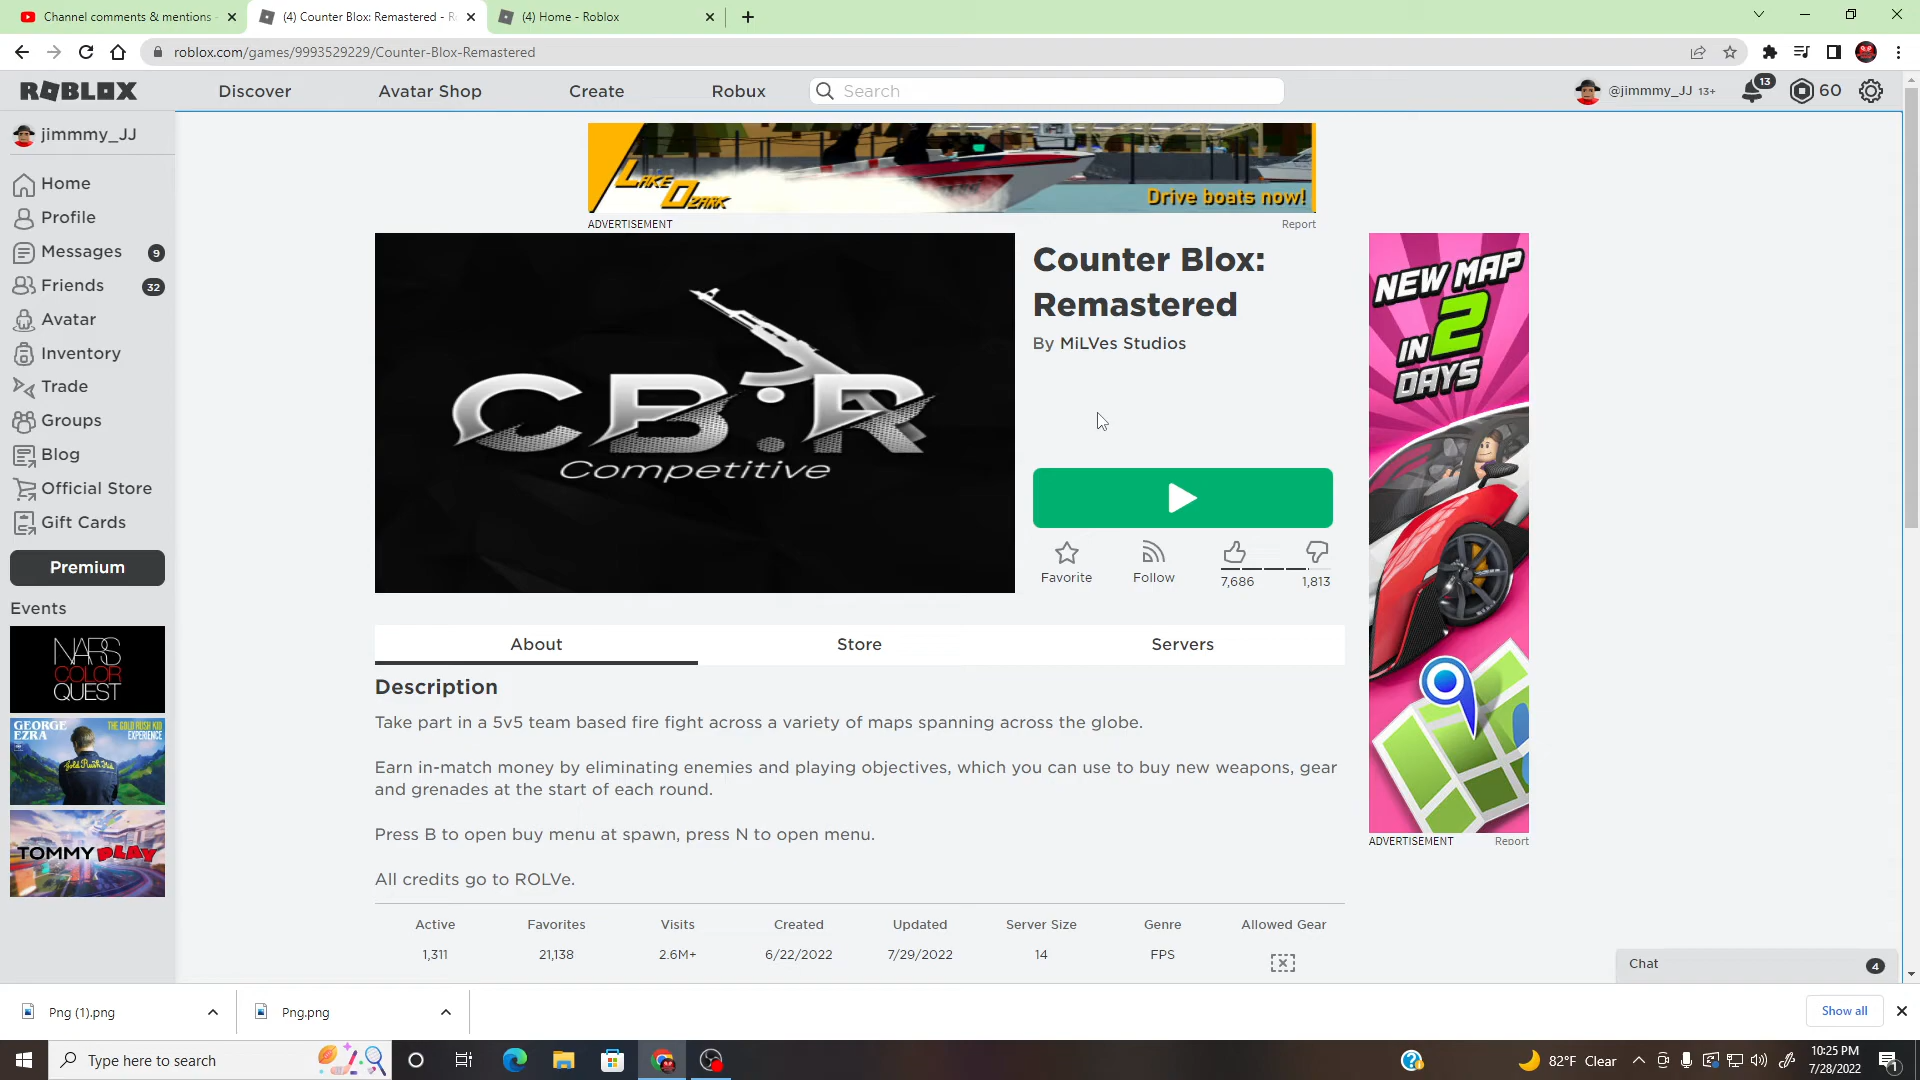 Channel comments & mentions
(4) Counter Blox: Remastered - R
(4) Home - Roblox
roblox.com/games/9993529229/Counter-Blox-Remastered
ROBLOX
Discover
Avatar Shop
Create
Robux
Search
@jimmmy_JJ 13+
13
60
jimmmy_JJ
Home
Profile
Messages 9
Friends 32
Avatar
Inventory
Trade
Groups
Blog
Official Store
Gift Cards
Premium
Events
NARS
COLOR
QUEST
GEORGE
EZRA
THE GOLD RUSH KID
EXPERIENCE
Gold Rush Kid
TOMMY PLAY
LAKE
OZARK
Drive boats now!
ADVERTISEMENT
Report
CB:R
Competitive
Counter Blox:
Remastered
By MiLVes Studios
Favorite
Follow
7,686
1,813
NEW MAP
IN 2
DAYS
ADVERTISEMENT
Report
About
Store
Servers
Description
Take part in a 5v5 team based fire fight across a variety of maps spanning across the globe.
Earn in-match money by eliminating enemies and playing objectives, which you can use to buy new weapons, gear
and grenades at the start of each round.
Press B to open buy menu at spawn, press N to open menu.
All credits go to ROLVe.
Active Favorites Visits Created Updated Server Size Genre Allowed Gear
1,311 21,138 2.6M+ 6/22/2022 7/29/2022 14 FPS
Chat 4
Png (1).png
Png.png
Show all
Type here to search
82°F Clear
10:25 PM
7/28/2022
1